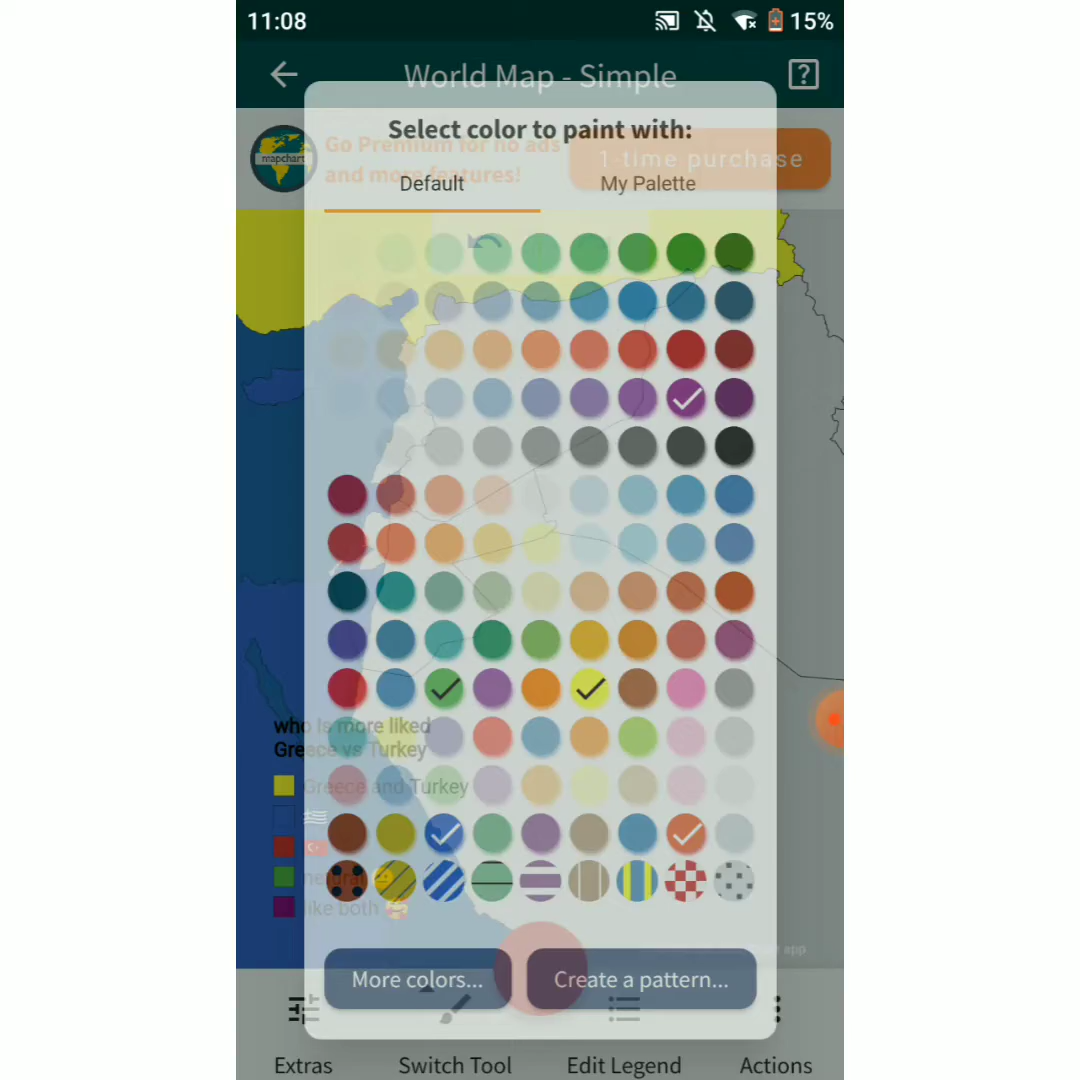 11:08
15%
World Map - Simple
Select color to paint with:
mapchart
Go Premium for no ads
and more features!
1-time purchase
Default
My Palette
who is more liked
Greece vs Turkey
Greece and Turkey
like both
More colors...
Create a pattern...
app
Extras
Switch Tool
Edit Legend
Actions